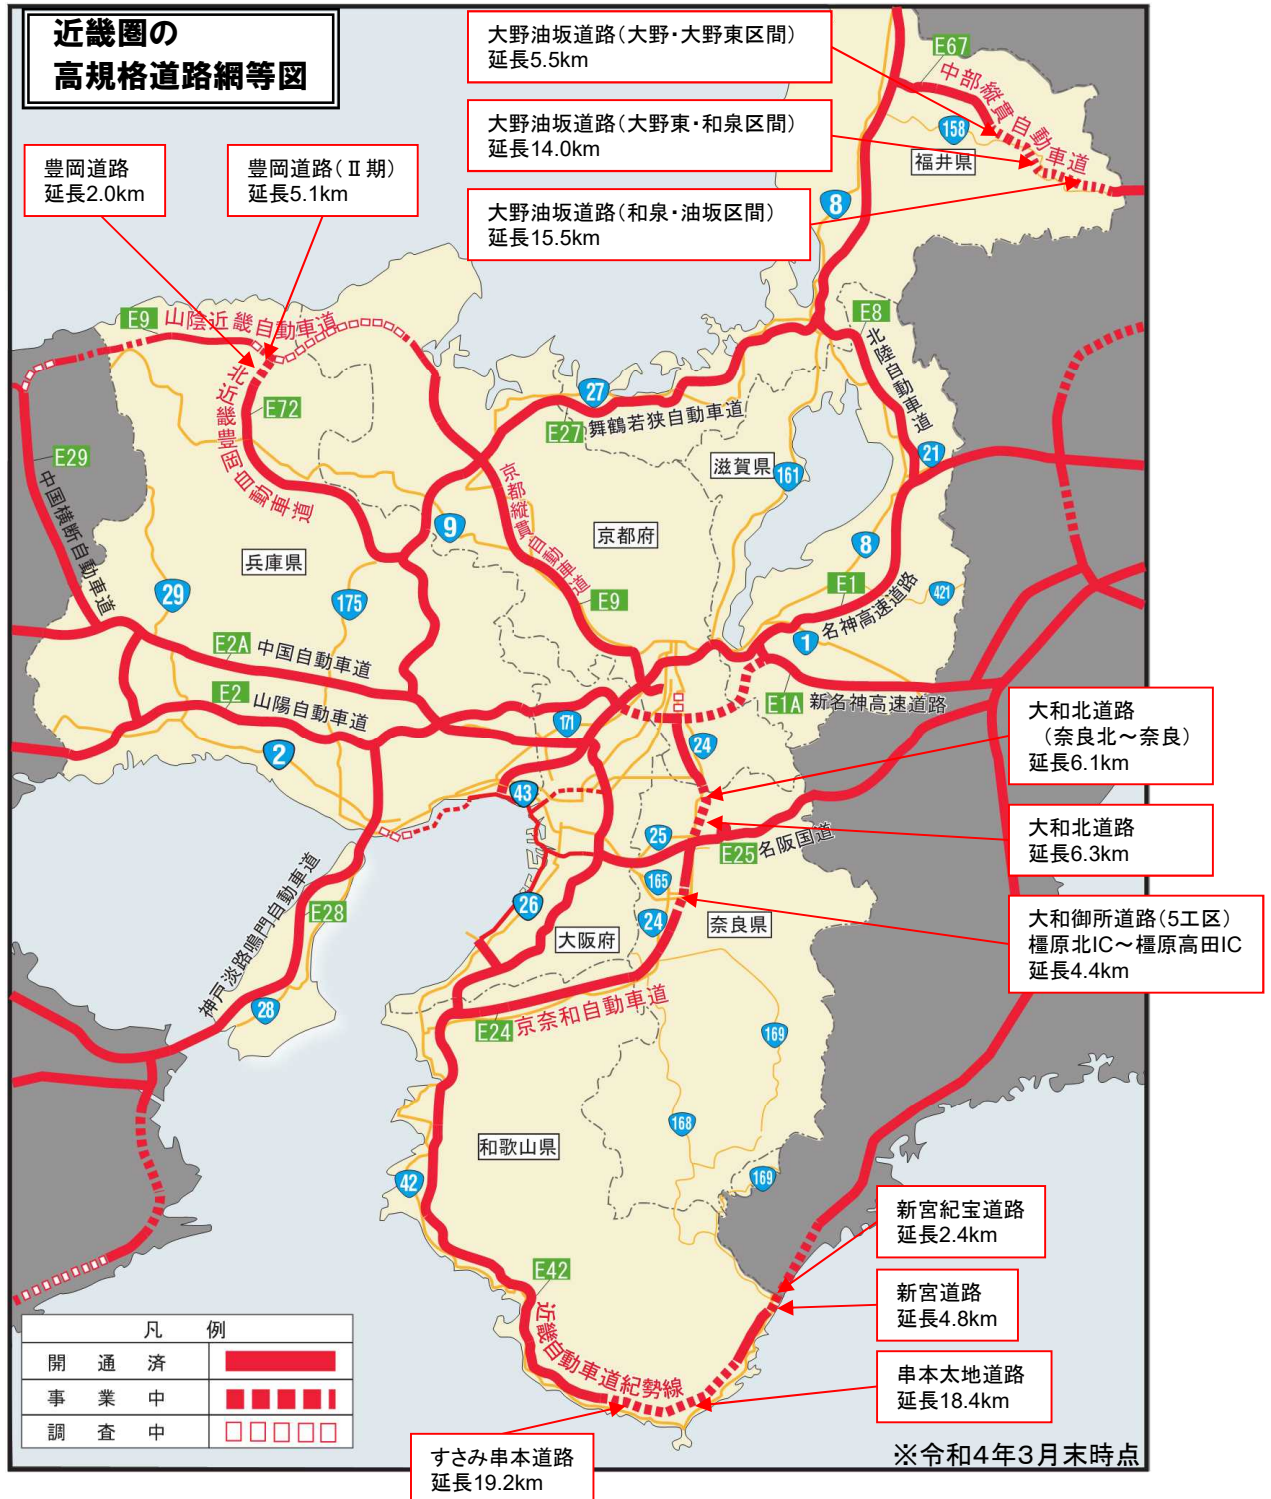 近畿圏の
高規格道路網等図
大野油坂道路(大野・大野東区間)
延長5.5km
大野油坂道路(大野東・和泉区間)
延長14.0km
大野油坂道路(和泉・油坂区間)
延長15.5km
豊岡道路
延長2.0km
豊岡道路(Ⅱ期)
延長5.1km
E67
中部縦貫自動車道
158
福井県
8
E8
北陸自動車道
E9
山陰近畿自動車道
北近畿豊岡自動車道
E72
27
E27
舞鶴若狭自動車道
滋賀県
161
21
E29
中国横断自動車道
京都縦貫自動車道
9
京都府
8
兵庫県
29
175
E9
E1
名神高速道路
421
1
E2A
中国自動車道
E2
山陽自動車道
E1A
新名神高速道路
171
2
24
43
25
E25
名阪国道
165
26
24
大阪府
奈良県
神戸淡路鳴門自動車道
E28
28
E24
京奈和自動車道
169
168
和歌山県
169
42
E42
近畿自動車道紀勢線
大和北道路
(奈良北～奈良)
延長6.1km
大和北道路
延長6.3km
大和御所道路(5工区)
橿原北IC～橿原高田IC
延長4.4km
新宮紀宝道路
延長2.4km
新宮道路
延長4.8km
串本太地道路
延長18.4km
すさみ串本道路
延長19.2km
凡 例
開 通 済
事 業 中
調 査 中
※令和4年3月末時点